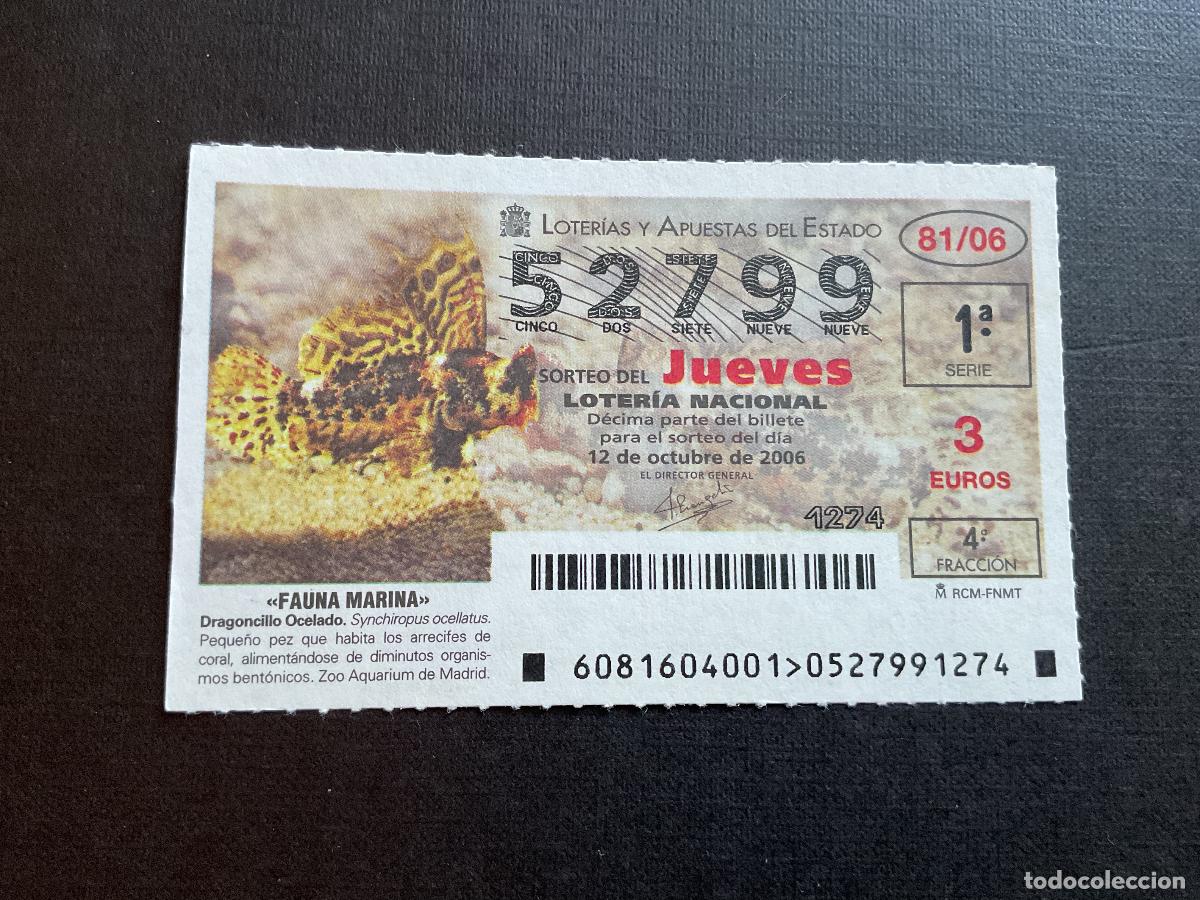 LOTERÍAS Y APUESTAS DEL ESTADO
81/06
52799
CINCO DOS SIETE NUEVE NUEVE
1ª
SERIE
SORTEO DEL Jueves
LOTERÍA NACIONAL
Décima parte del billete
para el sorteo del día
12 de octubre de 2006
EL DIRECTOR GENERAL
3
EUROS
1274
4ª
FRACCIÓN
RCM-FNMT
«FAUNA MARINA»
Dragoncillo Ocelado. Synchiropus ocellatus.
Pequeño pez que habita los arrecifes de
coral, alimentándose de diminutos organis-
mos bentónicos. Zoo Aquarium de Madrid.
6081604001>0527991274
todocoleccion